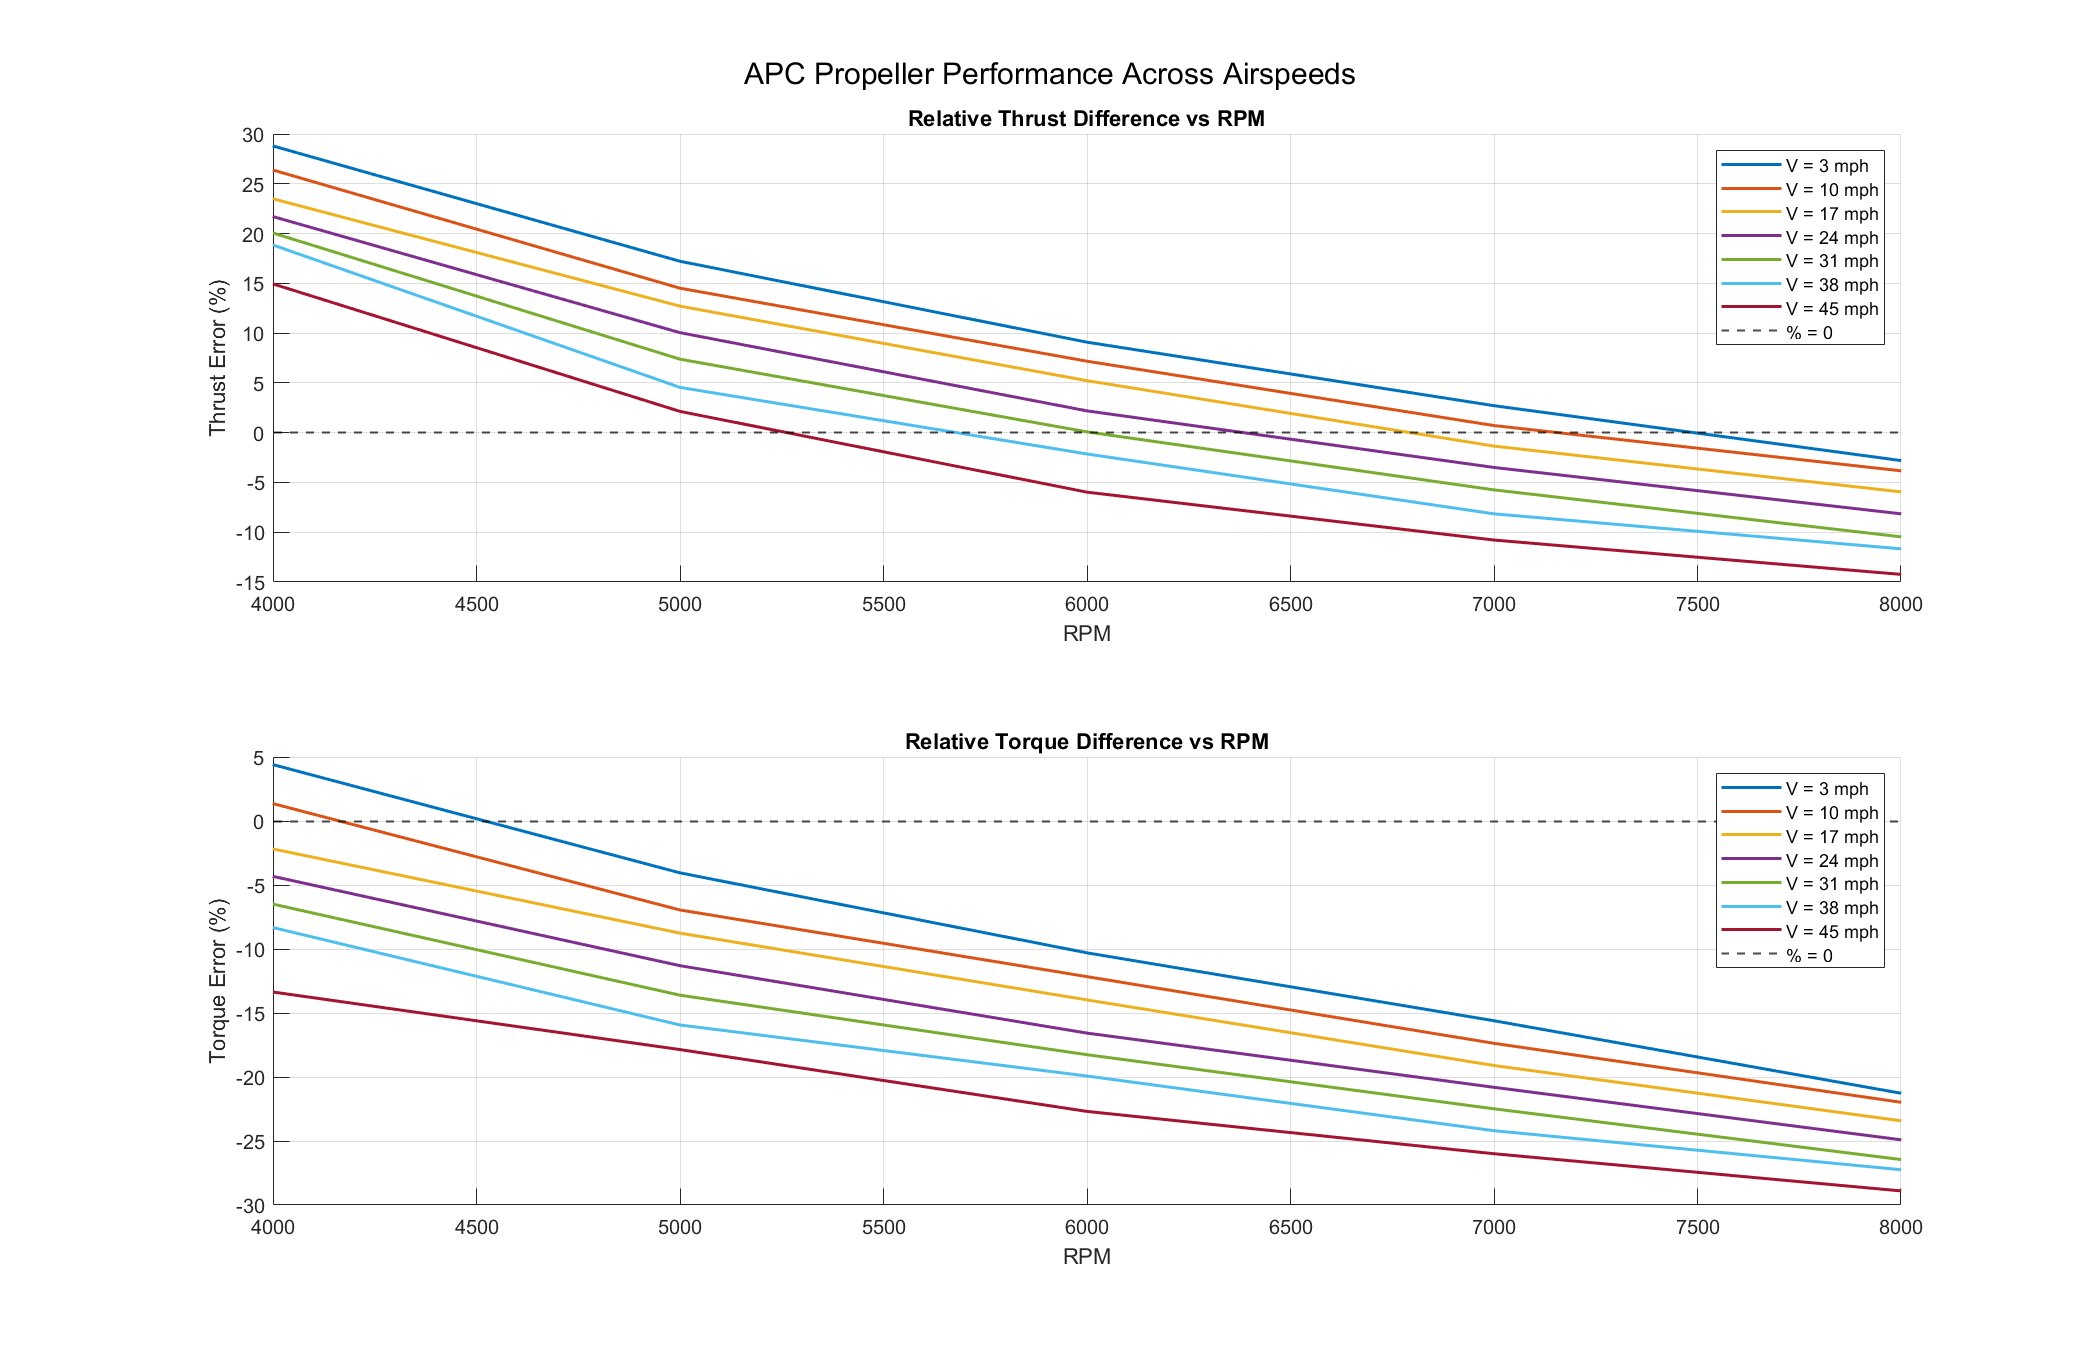 APC Propeller Performance Across Airspeeds
Relative Thrust Difference vs RPM
Thrust Error (%)
30
25
20
15
10
5
0
-5
-10
-15
4000 4500 5000 5500 6000 6500 7000 7500 8000
RPM
V = 3 mph
V = 10 mph
V = 17 mph
V = 24 mph
V = 31 mph
V = 38 mph
V = 45 mph
% = 0
Relative Torque Difference vs RPM
Torque Error (%)
5
0
-5
-10
-15
-20
-25
-30
4000 4500 5000 5500 6000 6500 7000 7500 8000
RPM
V = 3 mph
V = 10 mph
V = 17 mph
V = 24 mph
V = 31 mph
V = 38 mph
V = 45 mph
% = 0